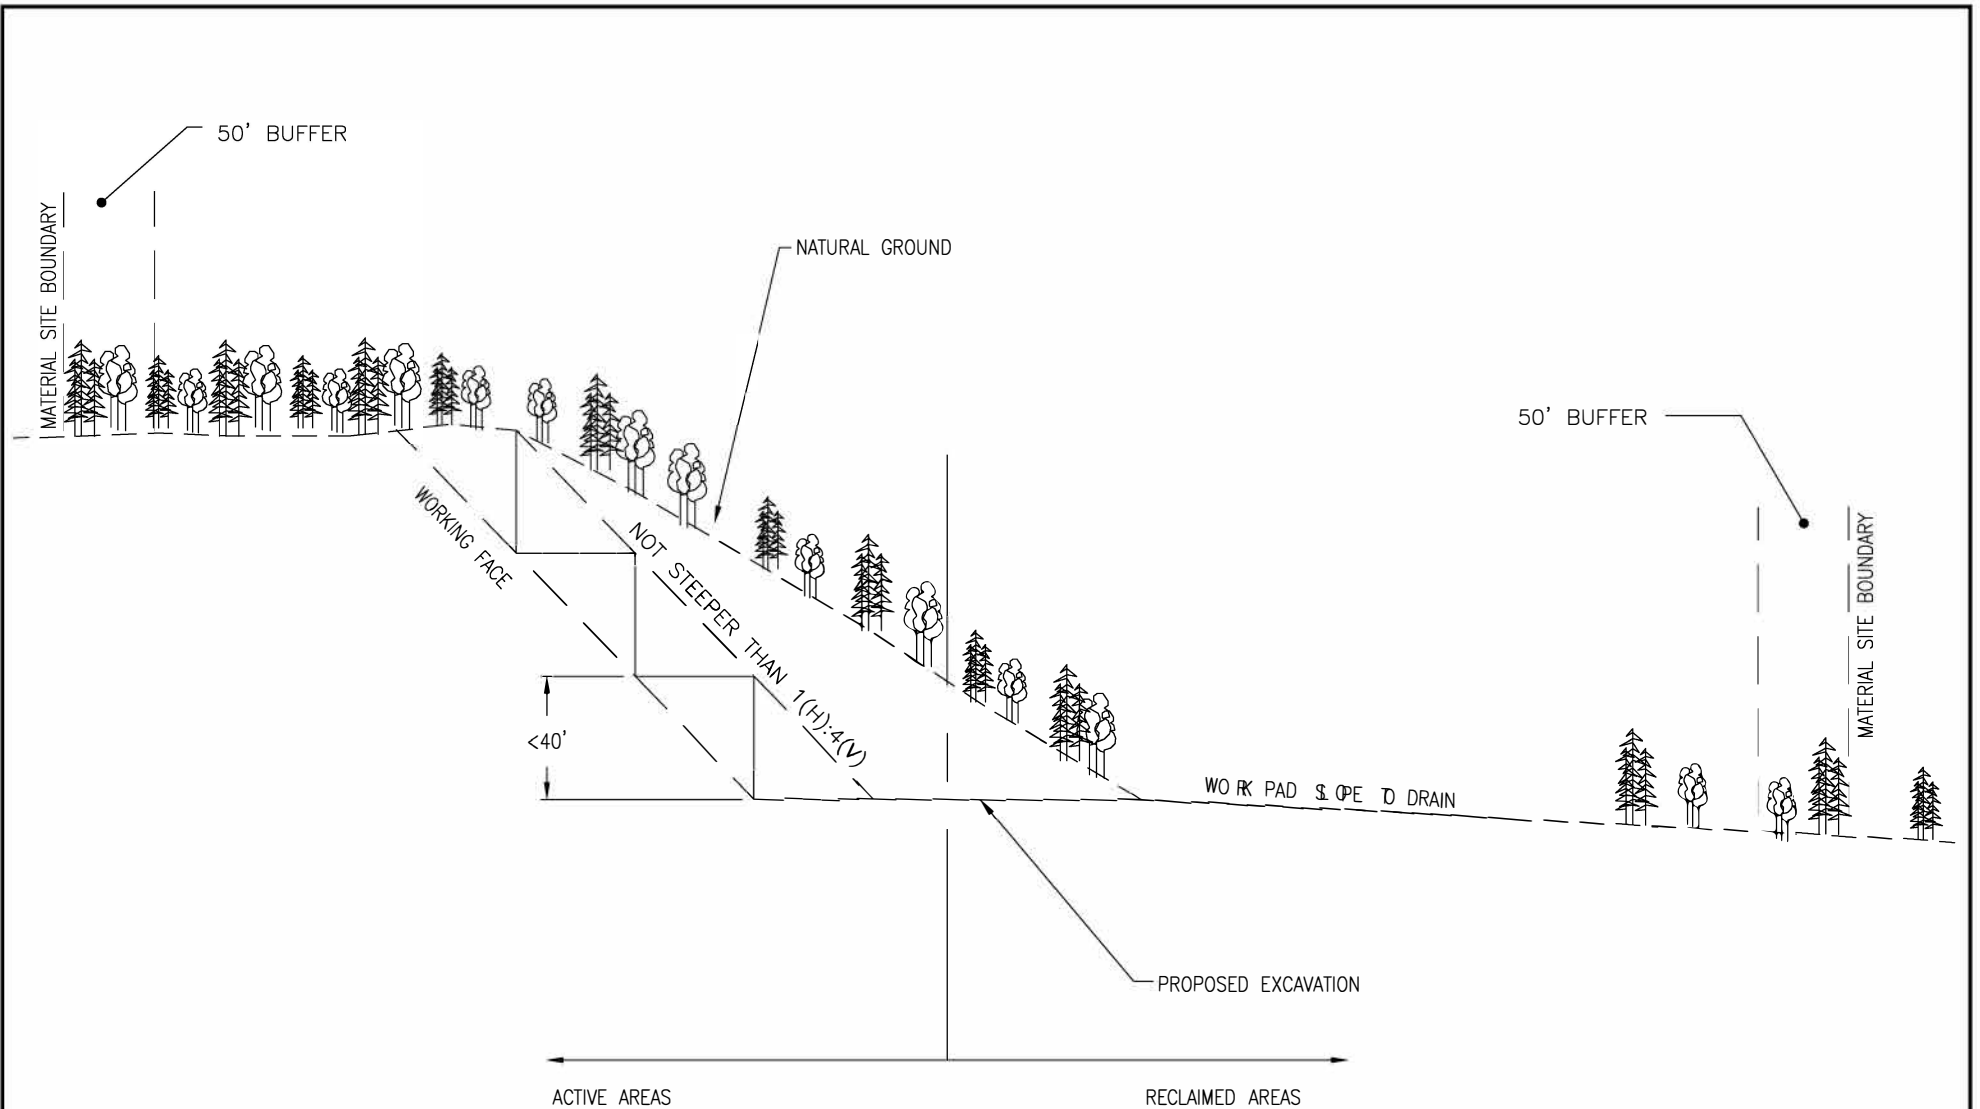 50' BUFFER
MATERIAL SITE BOUNDARY
NATURAL GROUND
50' BUFFER
MATERIAL SITE BOUNDARY
WORKING FACE
NOT STEEPER THAN 1(H):4(V)
<40'
WORK PAD SLOPE TO DRAIN
PROPOSED EXCAVATION
ACTIVE AREAS
RECLAIMED AREAS